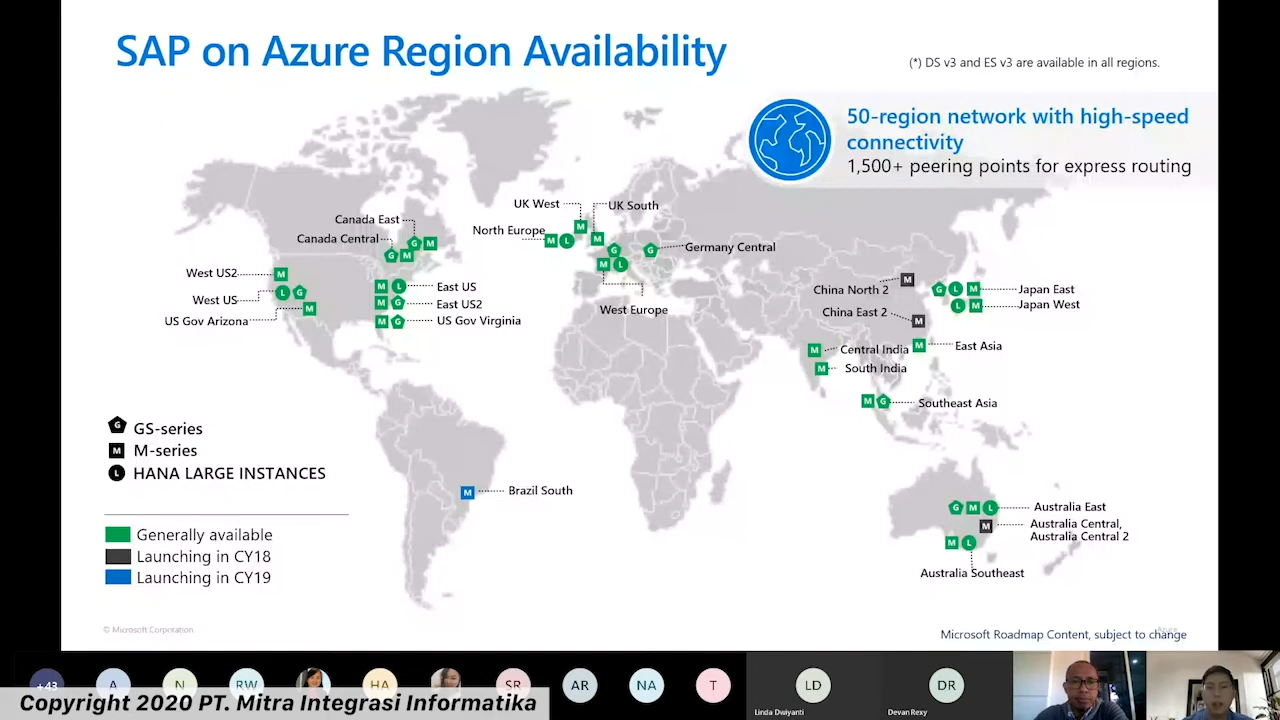 SAP on Azure Region Availability
(*) DS v3 and ES v3 are available in all regions.
50-region network with high-speed
connectivity
1,500+ peering points for express routing
UK West
UK South
Canada East
North Europe
Canada Central
G M
M
M L
M
G M
G
G
Germany Central
West US2
M
M L
M
China North 2
East US
L G
M L
G L M
Japan East
West US
M G
East US2
L M
Japan West
US Gov Arizona
M
M G
US Gov Virginia
West Europe
China East 2
M
M
Central India
M
East Asia
M
South India
M G
Southeast Asia
G GS-series
M M-series
L HANA LARGE INSTANCES
M
Brazil South
G M L
Australia East
M
Australia Central,
Australia Central 2
M L
Australia Southeast
Generally available
Launching in CY18
Launching in CY19
© Microsoft Corporation
Azure
Microsoft Roadmap Content, subject to change
+43
A
N
RW
HA
SR
AR
NA
T
LD
DR
Linda Dwiyanti
Devan Rexy
Copyright 2020 PT. Mitra Integrasi Informatika